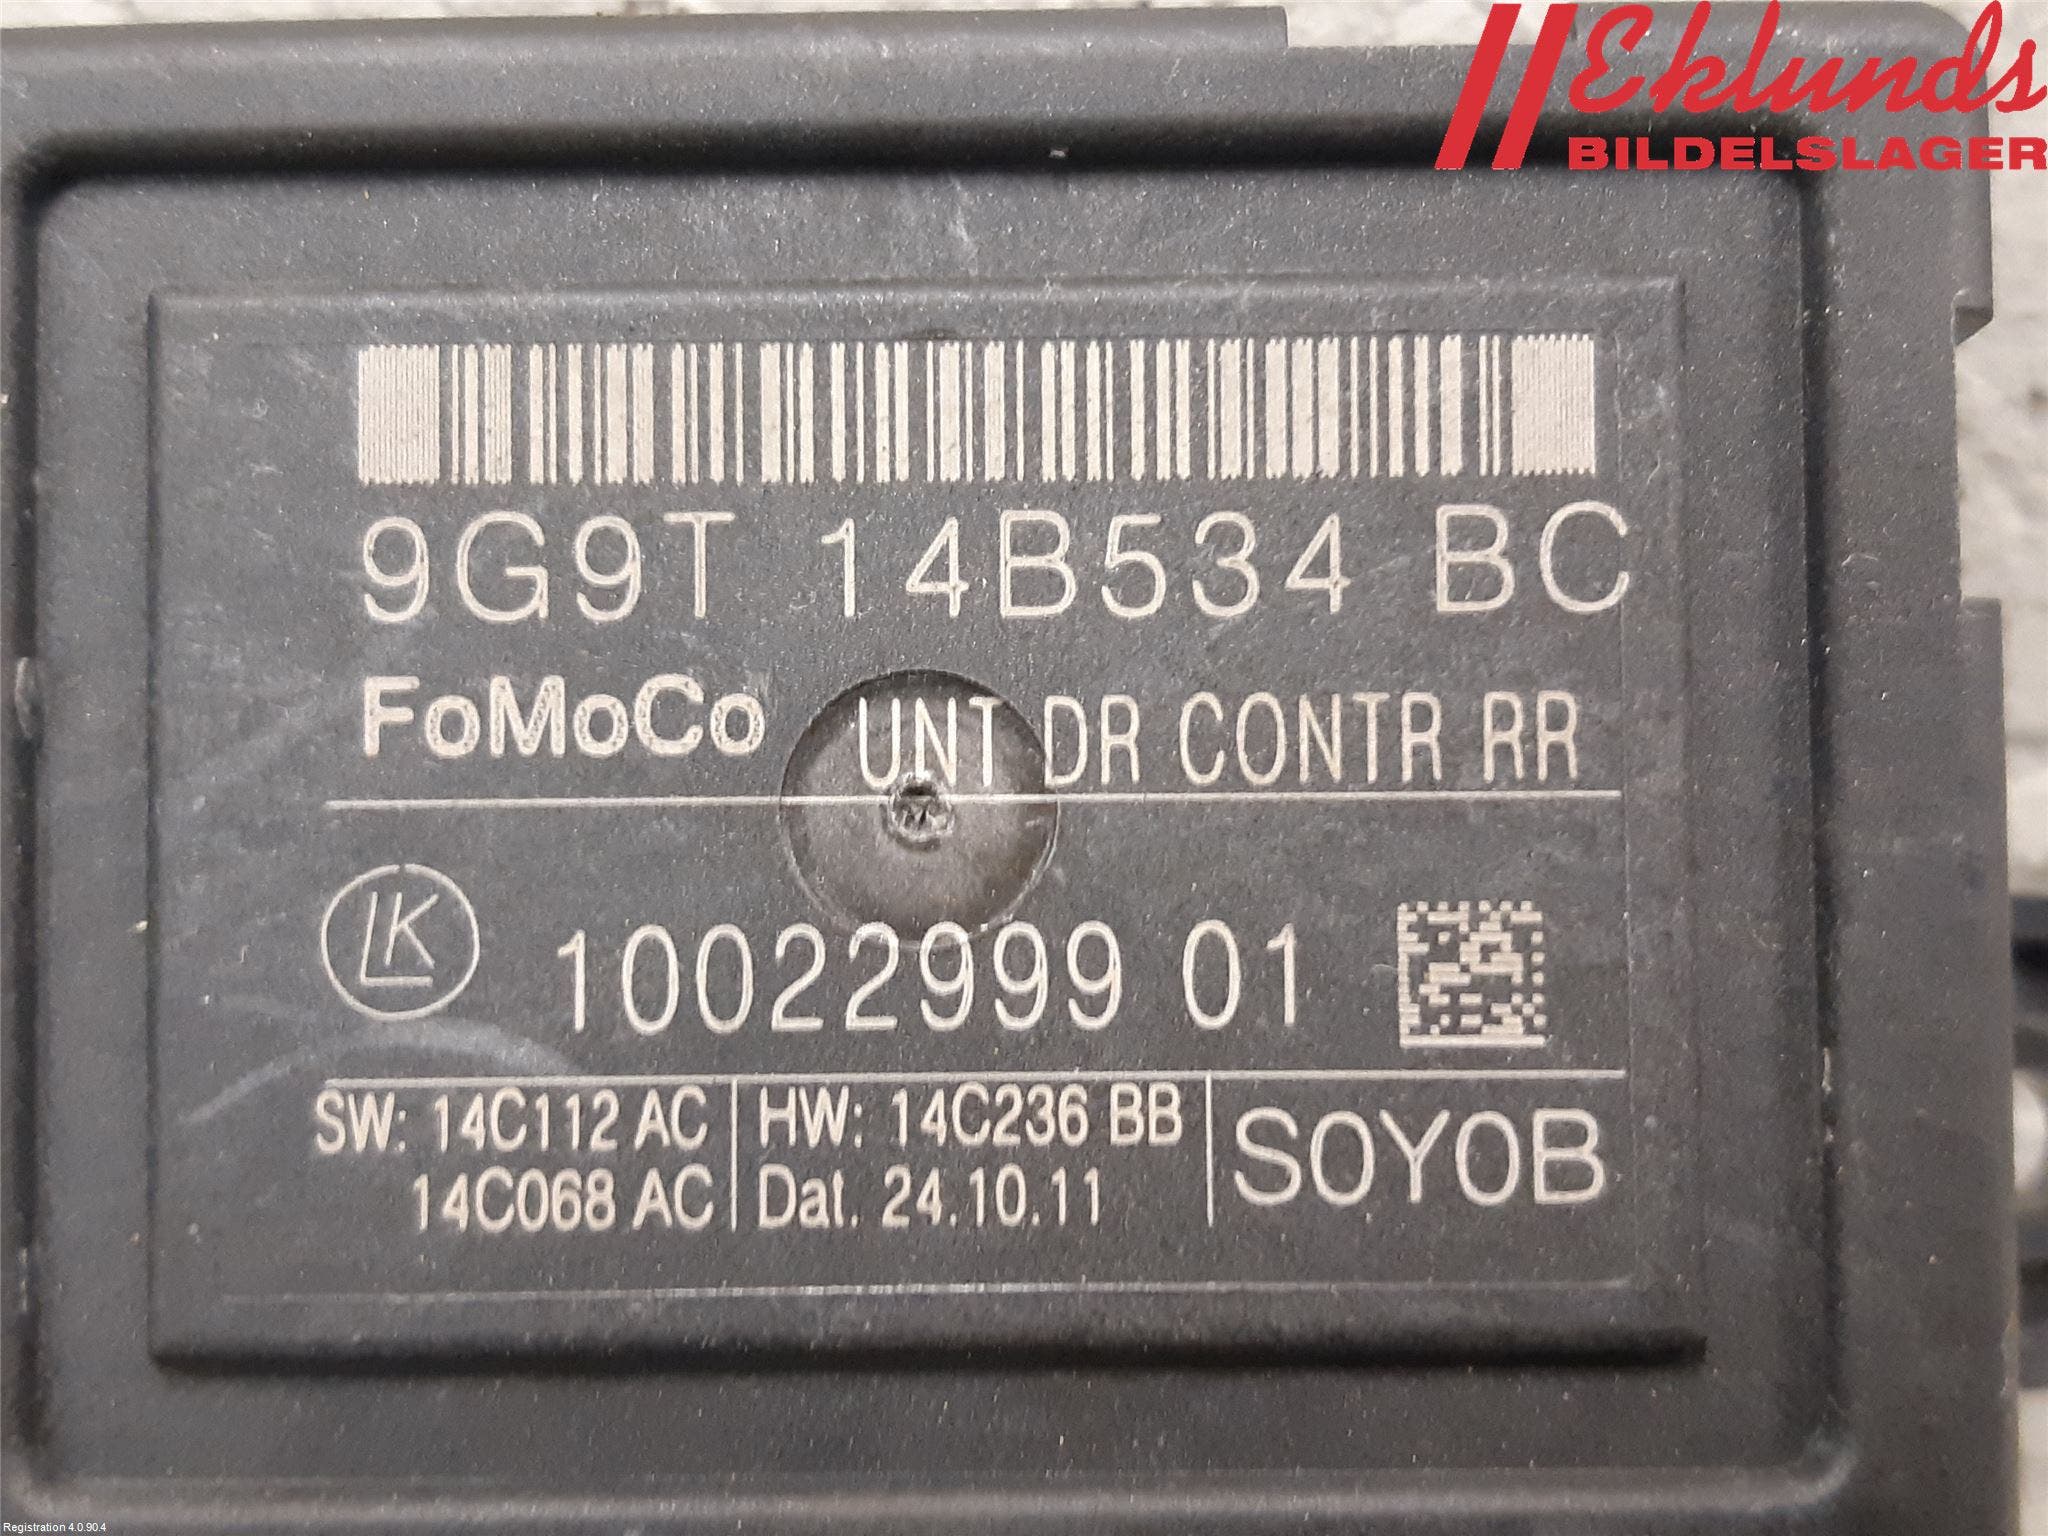 Eklunds
BILDELSLAGER
9G9T 14B534 BC
FoMoCo UNT DR CONTR RR
LK 10022999 01
SW: 14C112 AC HW: 14C236 BB S0Y0B
14C068 AC Dat. 24.10.11
Registration 4.0.90.4